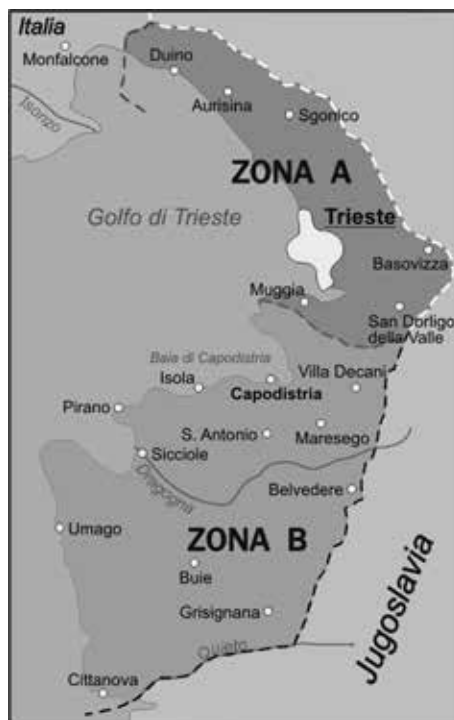 Italia
Monfalcone
Duino
Isonzo
Aurisina
Sgonico
ZONA A
Golfo di Trieste
Trieste
Basovizza
Muggia
San Dorligo
della Valle
Baie di Capodistria
Villa Decani
Isola
Capodistria
Pirano
S. Antonio
Maresego
Sicciole
Dragogna
Belvedere
Umago
ZONA B
Buie
Jugoslavia
Grisignana
Quieto
Cittanova